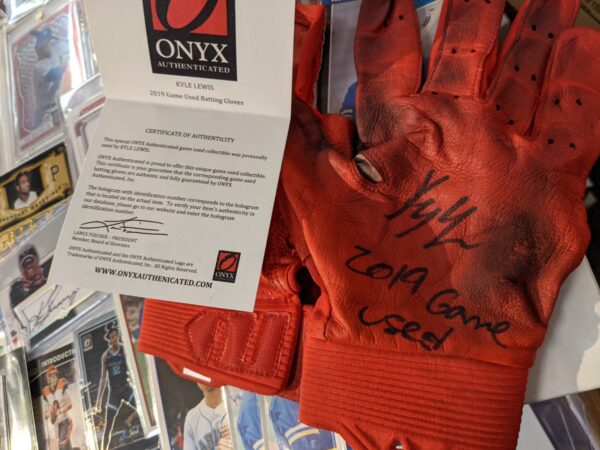 ONYX
AUTHENTICATED
KYLE LEWIS
2019 Game Used Batting Gloves
CERTIFICATE OF AUTHENTICITY
This special ONYX Authenticated game used collectible was personally
used by KYLE LEWIS.
ONYX Authenticated is proud to offer this unique game used collectible.
This certificate is your guarantee that the corresponding game used
batting gloves are authentic and fully guaranteed by ONYX
Authenticated, Inc.
The hologram with identification number corresponds to the hologram
that is located on the actual item. To verify your item's authenticity in
our database, please go to our website and enter the hologram
identification number
LANCE FISCHER - PRESIDENT
Member, Board of Directors
ONYX Authenticated and the ONYX Authenticated Logo are
Trademarks of ONYX Authenticated, Inc. All Rights Reserved.
ONYX
WWW.ONYXAUTHENTICATED.COM
2019 Game
used
INTRODUCTION